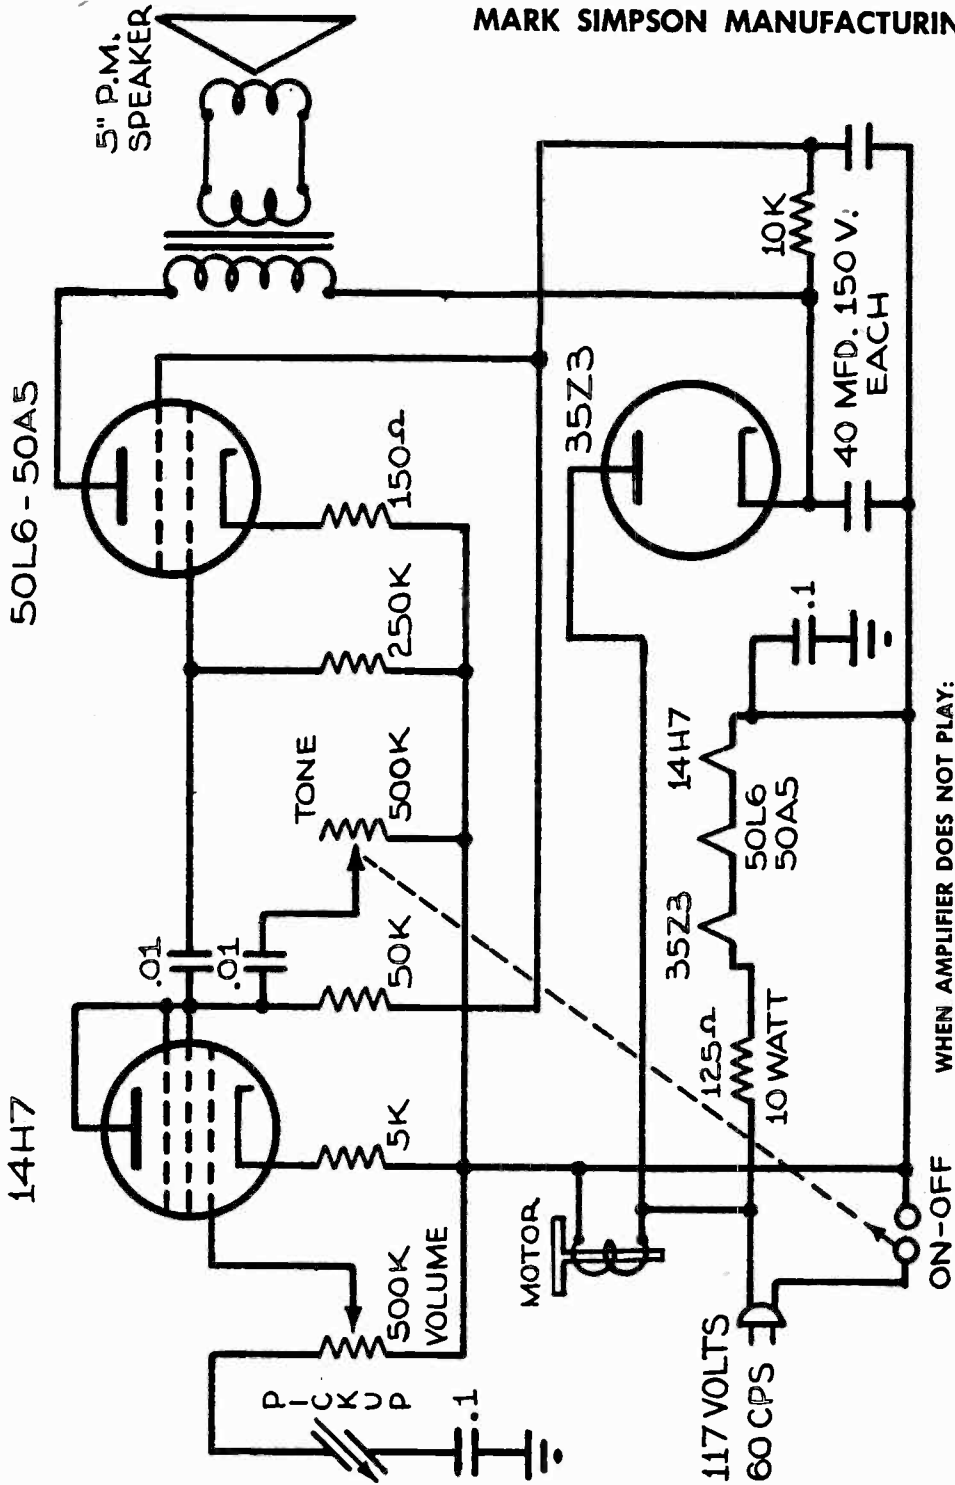 MARK SIMPSON MANUFACTURIN
5" P.M.
SPEAKER
50L6-50A5
14H7
.01
.01
TONE
500K
VOLUME
5K
50K
500K
250K
150Ω
PICKUP
.1
MOTOR
35Z3
10K
40 MFD. 150V.
EACH
117 VOLTS
60 CPS
125Ω
10 WATT
35Z3
50L6
50A5
14H7
.1
ON-OFF
WHEN AMPLIFIER DOES NOT PLAY: